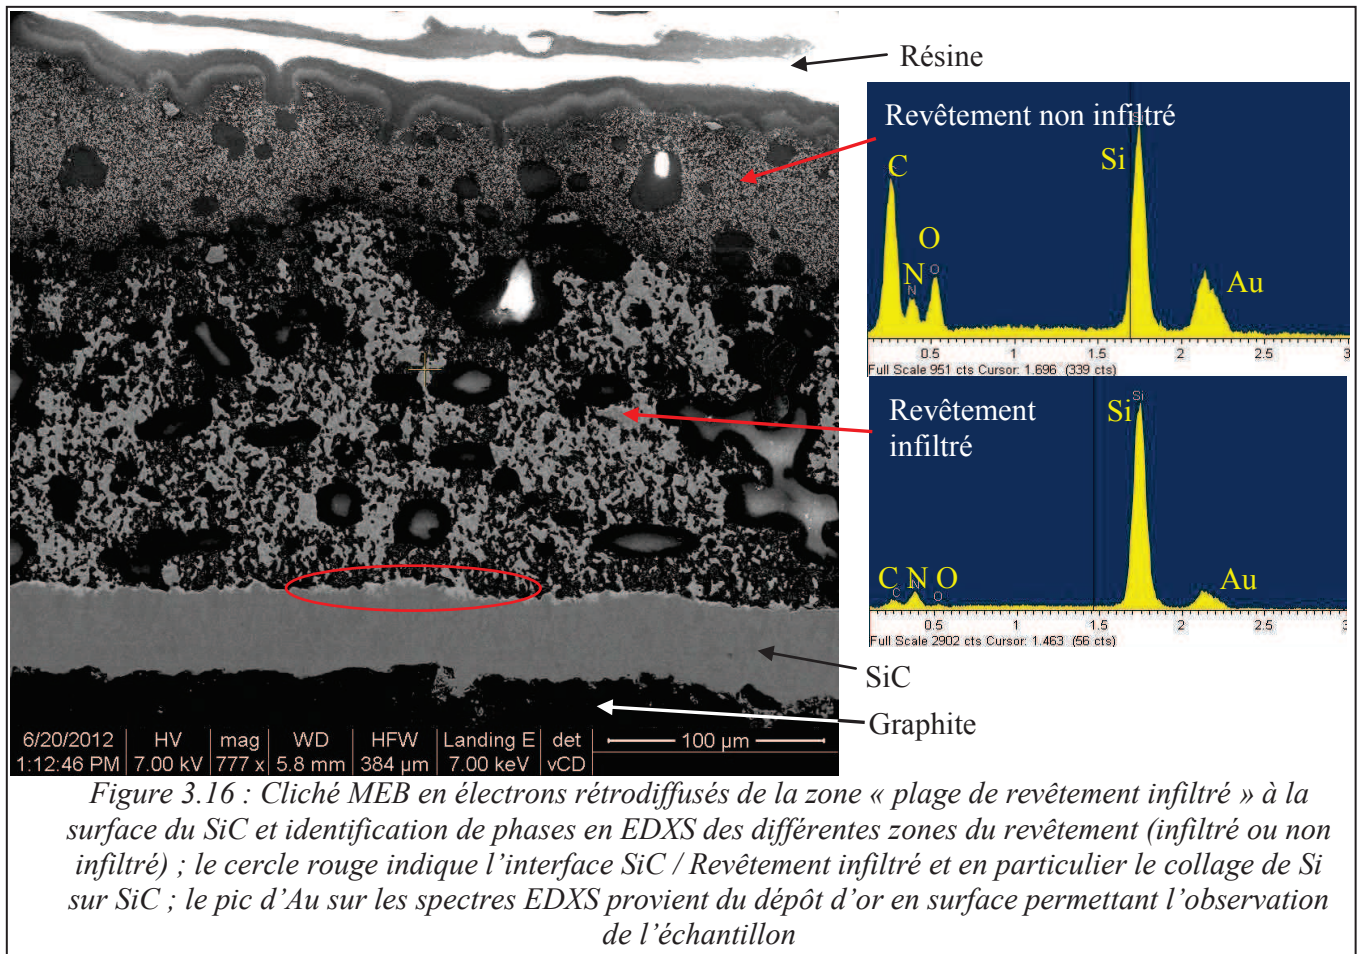 Résine
Revêtement non infiltré
Si
C
Si
O
N
O
N
Au
0.5 1 1.5 2 2.5 3
Full Scale 951 cts Cursor: 1.696 (339 cts)
Revêtement
infiltré
Si
Si
C N O
N
C
O
Au
0.5 1 1.5 2 2.5 3
Full Scale 2902 cts Cursor: 1.463 (56 cts)
SiC
Graphite
6/20/2012 HV mag WD HFW Landing E det 100 µm
1:12:46 PM 7.00 kV 777 x 5.8 mm 384 µm 7.00 keV vCD
Figure 3.16 : Cliché MEB en électrons rétrodiffusés de la zone « plage de revêtement infiltré » à la
surface du SiC et identification de phases en EDXS des différentes zones du revêtement (infiltré ou non
infiltré) ; le cercle rouge indique l’interface SiC / Revêtement infiltré et en particulier le collage de Si
sur SiC ; le pic d’Au sur les spectres EDXS provient du dépôt d’or en surface permettant l’observation
de l’échantillon